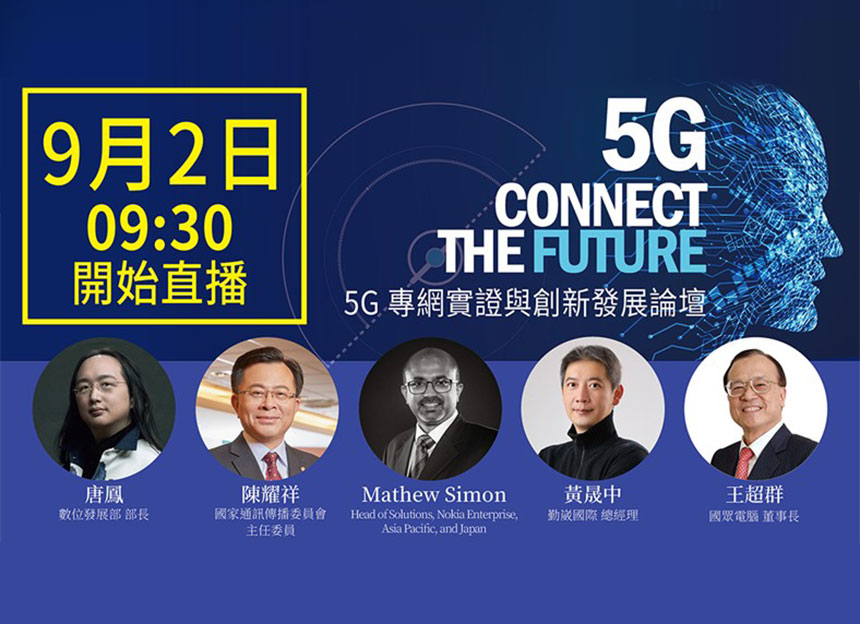 9月2日
09:30
開始直播
5G
CONNECT
THE FUTURE
5G 專網實證與創新發展論壇
唐鳳
數位發展部 部長
陳耀祥
國家通訊傳播委員會
主任委員
Mathew Simon
Head of Solutions, Nokia Enterprise,
Asia Pacific, and Japan
黃晟中
勤崴國際 總經理
王超群
國眾電腦 董事長